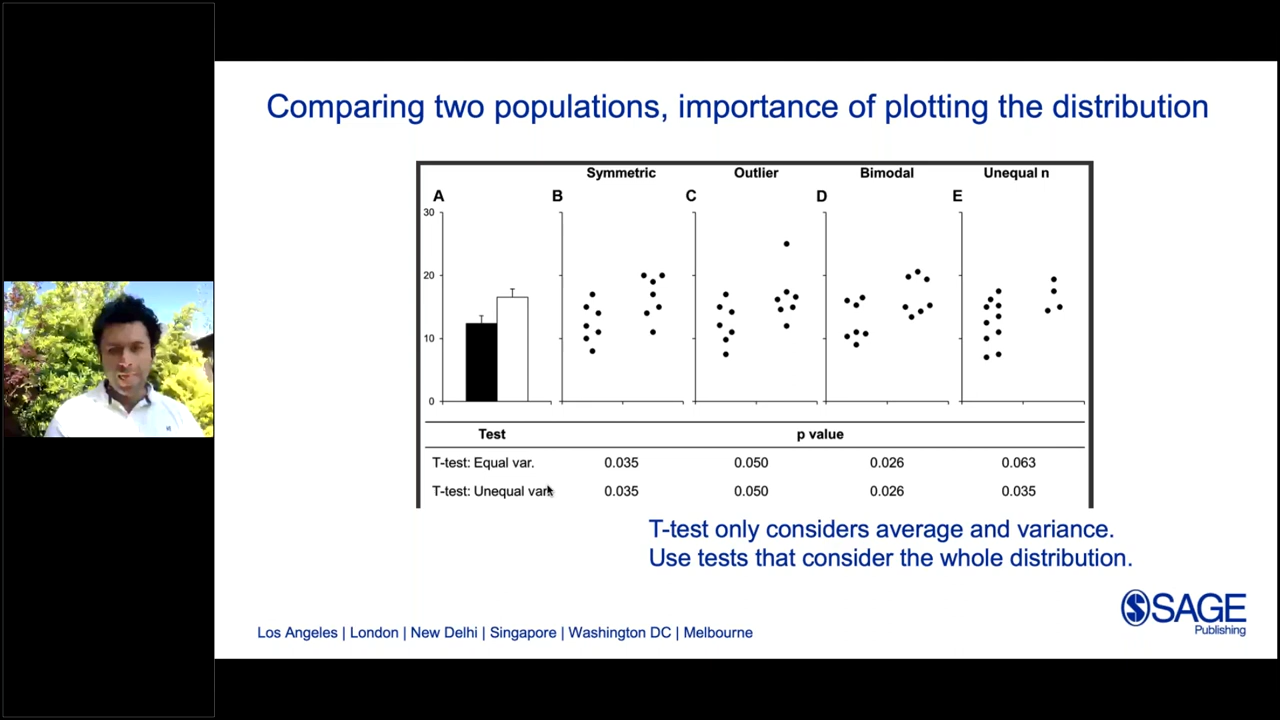 Comparing two populations, importance of plotting the distribution
Symmetric Outlier Bimodal Unequal n
A B C D E
30
20
10
0
Test p value
T-test: Equal var. 0.035 0.050 0.026 0.063
T-test: Unequal var. 0.035 0.050 0.026 0.035
T-test only considers average and variance.
Use tests that consider the whole distribution.
SAGE
Publishing
Los Angeles | London | New Delhi | Singapore | Washington DC | Melbourne